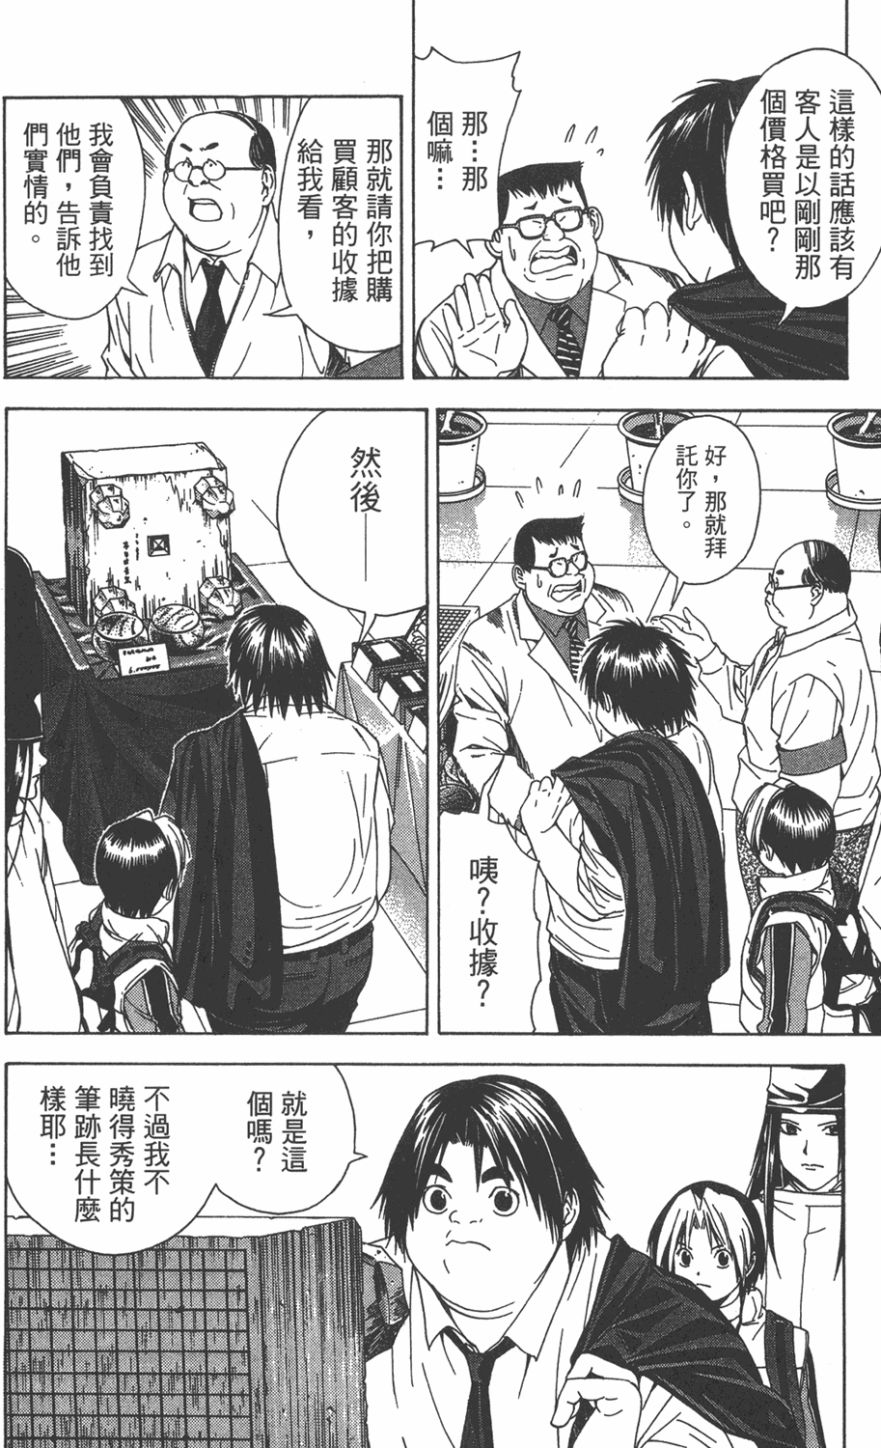 這樣的話應該有
客人是以剛剛那
個價格買吧？
那…那
個嘛…
那就請你把購
買顧客的收據
給我看，
我會負責找到
他們，告訴他
們實情的。
好，那就拜
託你了。
咦？收據？
然後——
就是這
個嗎？
不過我不
曉得秀策的
筆跡長什麼
樣耶…